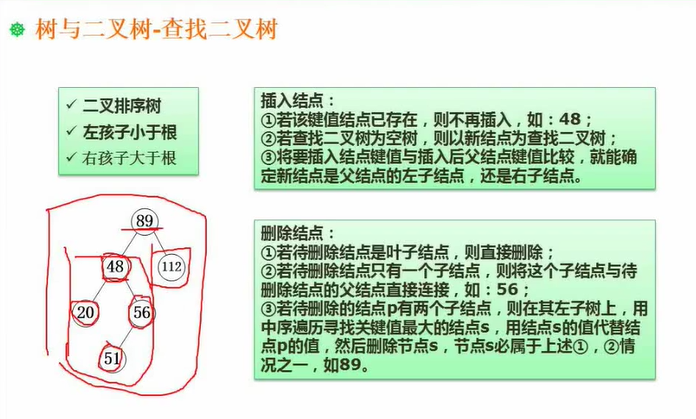 树与二叉树-查找二叉树
✓ 二叉排序树
✓ 左孩子小于根
✓ 右孩子大于根
插入结点：
①若该键值结点已存在，则不再插入，如：48；
②若查找二叉树为空树，则以新结点为查找二叉树；
③将要插入结点键值与插入后父结点键值比较，就能确
定新结点是父结点的左子结点，还是右子结点。
89
48
112
20
56
51
删除结点：
①若待删除结点是叶子结点，则直接删除；
②若待删除结点只有一个子结点，则将这个子结点与待
删除结点的父结点直接连接，如：56；
③若待删除的结点p有两个子结点，则在其左子树上，用
中序遍历寻找关键值最大的结点s，用结点s的值代替结
点p的值，然后删除节点s，节点s必属于上述①，②情
况之一，如89。